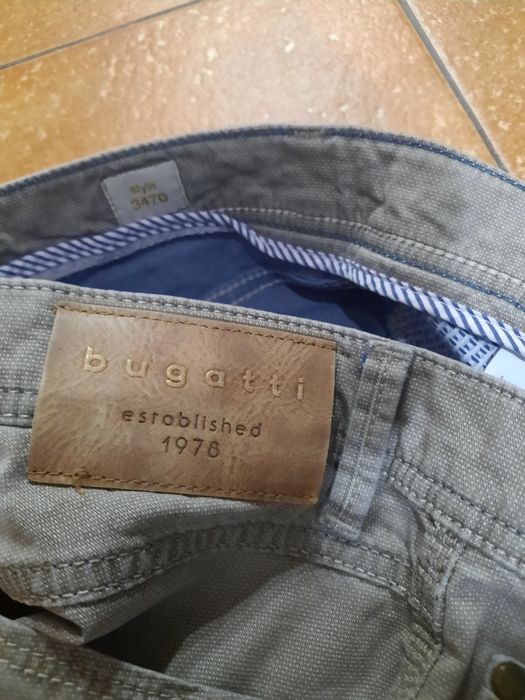 style
3470
bugatti
established
1978